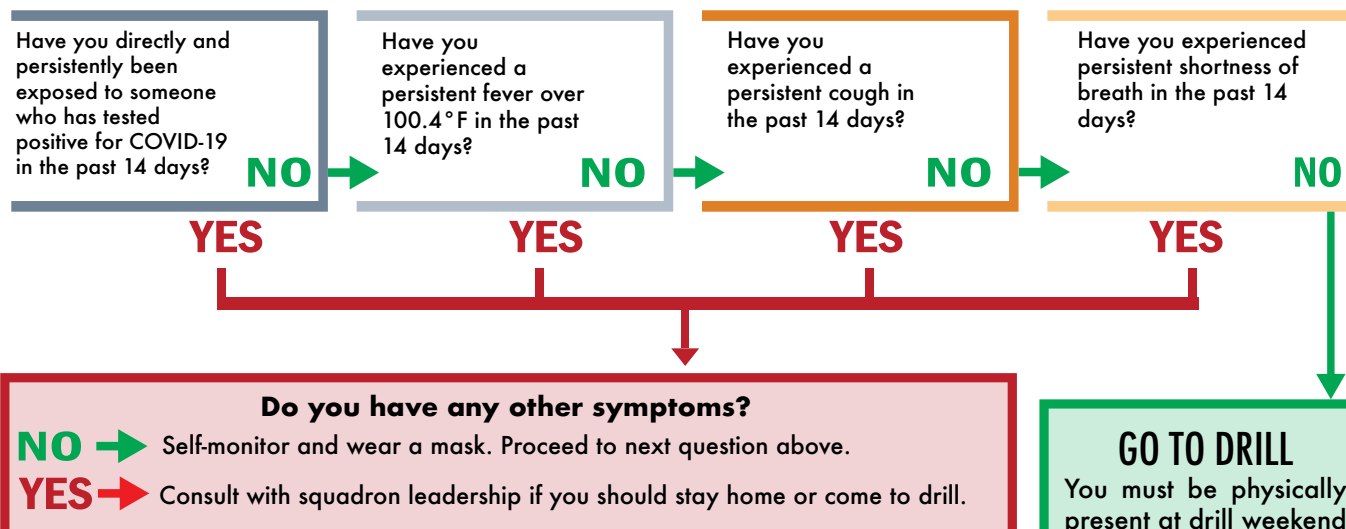 Have you directly and
persistently been
exposed to someone
who has tested
positive for COVID-19
in the past 14 days?
NO
YES
Have you
experienced a
persistent fever over
100.4°F in the past
14 days?
NO
YES
Have you
experienced a
persistent cough in
the past 14 days?
NO
YES
Have you experienced
persistent shortness of
breath in the past 14
days?
NO
YES
Do you have any other symptoms?
NO Self-monitor and wear a mask. Proceed to next question above.
YES Consult with squadron leadership if you should stay home or come to drill.
GO TO DRILL
You must be physically
present at drill weekend